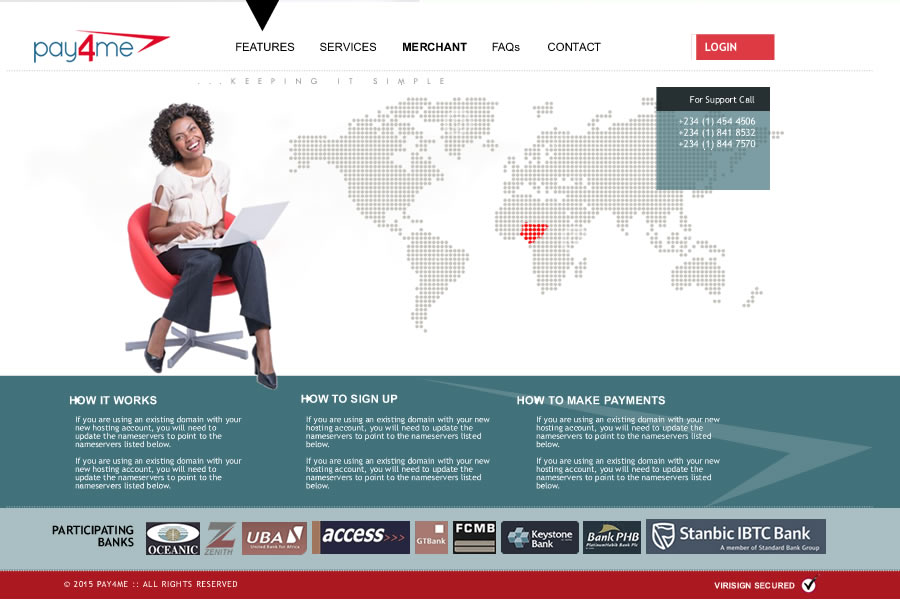 pay4me
FEATURES
SERVICES
MERCHANT
FAQs
CONTACT
LOGIN
...KEEPING IT SIMPLE
For Support Call
+234 (1) 454 4506
+234 (1) 841 8532
+234 (1) 844 7570
HOW IT WORKS
If you are using an existing domain with your
new hosting account, you will need to
update the nameservers to point to the
nameservers listed below.
If you are using an existing domain with your
new hosting account, you will need to
update the nameservers to point to the
nameservers listed below.
HOW TO SIGN UP
If you are using an existing domain with your new
hosting account, you will need to update the
nameservers to point to the nameservers listed
below.
If you are using an existing domain with your new
hosting account, you will need to update the
nameservers to point to the nameservers listed
below.
HOW TO MAKE PAYMENTS
If you are using an existing domain with your new
hosting account, you will need to update the
nameservers to point to the nameservers listed
below.
If you are using an existing domain with your new
hosting account, you will need to update the
nameservers to point to the nameservers listed
below.
PARTICIPATING
BANKS
OCEANIC
ZENITH
UBA
United Bank for Africa
access>>>
GTBank
FCMB
Keystone
Bank
Bank PHB
PlatinumHabib Bank Plc
Stanbic IBTC Bank
A member of Standard Bank Group
© 2015 PAY4ME :: ALL RIGHTS RESERVED
VIRISIGN SECURED